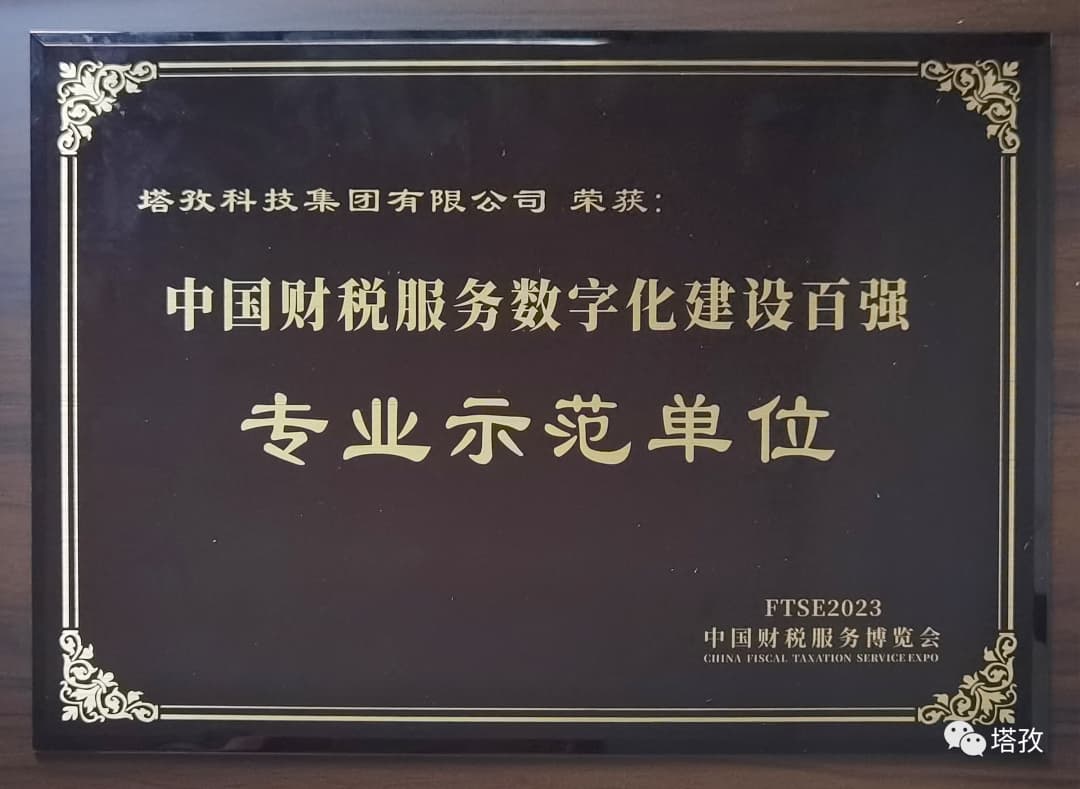 塔孜科技集团有限公司 荣获：
中国财税服务数字化建设百强
专业示范单位
FTSE2023
中国财税服务博览会
CHINA FISCAL TAXATION SERVICE EXPO
塔孜